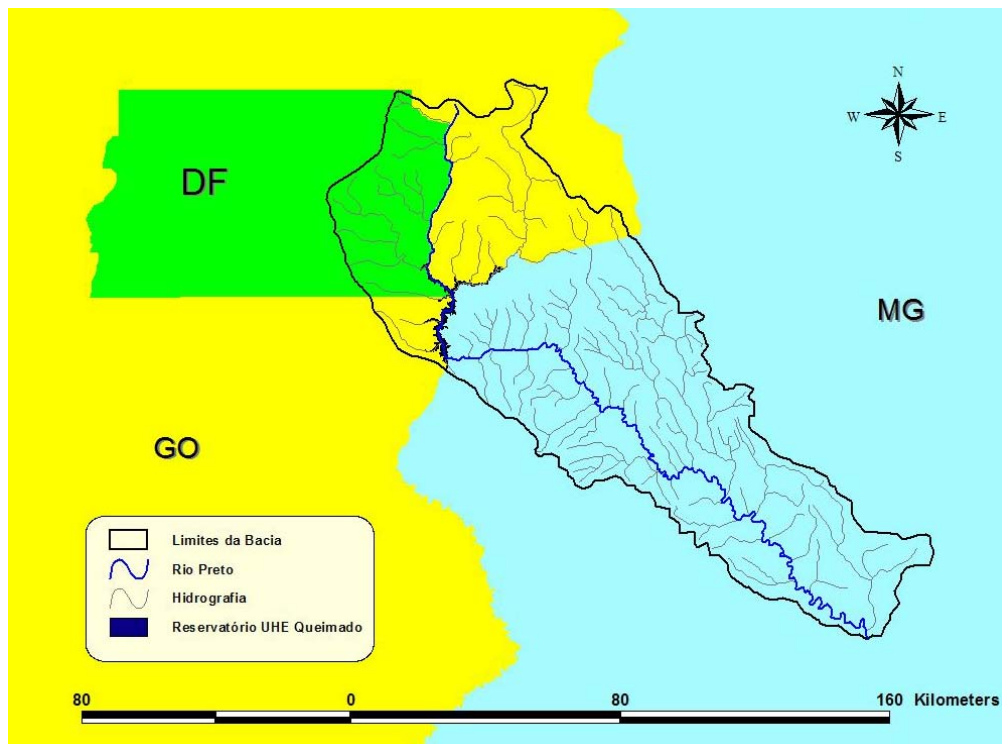 N
W E
S
DF
MG
GO
Limites da Bacia
Rio Preto
Hidrografia
Reservatório UHE Queimado
80 0 80 160 Kilometers